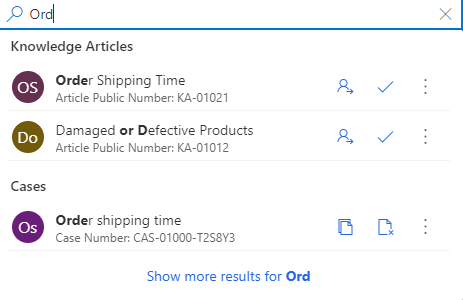 Ord
Knowledge Articles
OS
Order Shipping Time
Article Public Number: KA-01021
Do
Damaged or Defective Products
Article Public Number: KA-01012
Cases
Os
Order shipping time
Case Number: CAS-01000-T2S8Y3
Show more results for Ord